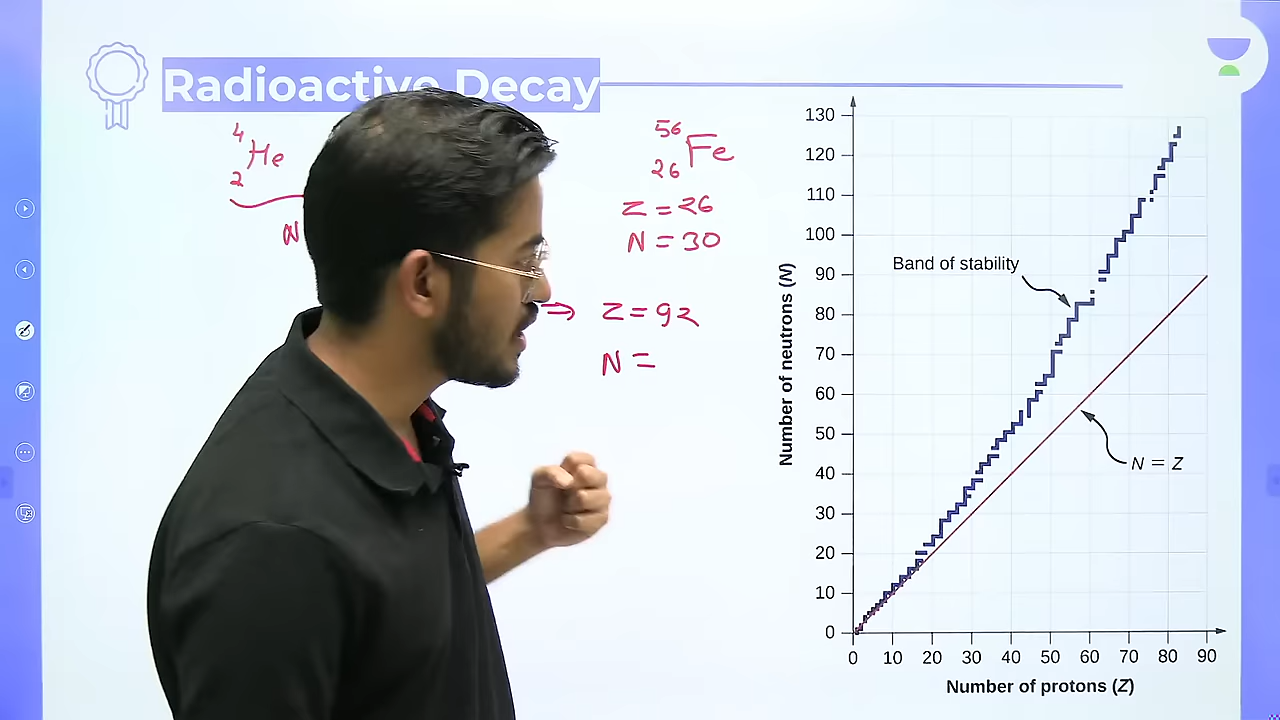 Radioactive Decay
4
He
2
N
56
Fe
26
Z = 26
N = 30
⇒ Z = 92
N =
130
120
110
100
90
80
70
60
50
40
30
20
10
0
Number of neutrons (N)
Band of stability
N = Z
0 10 20 30 40 50 60 70 80 90
Number of protons (Z)